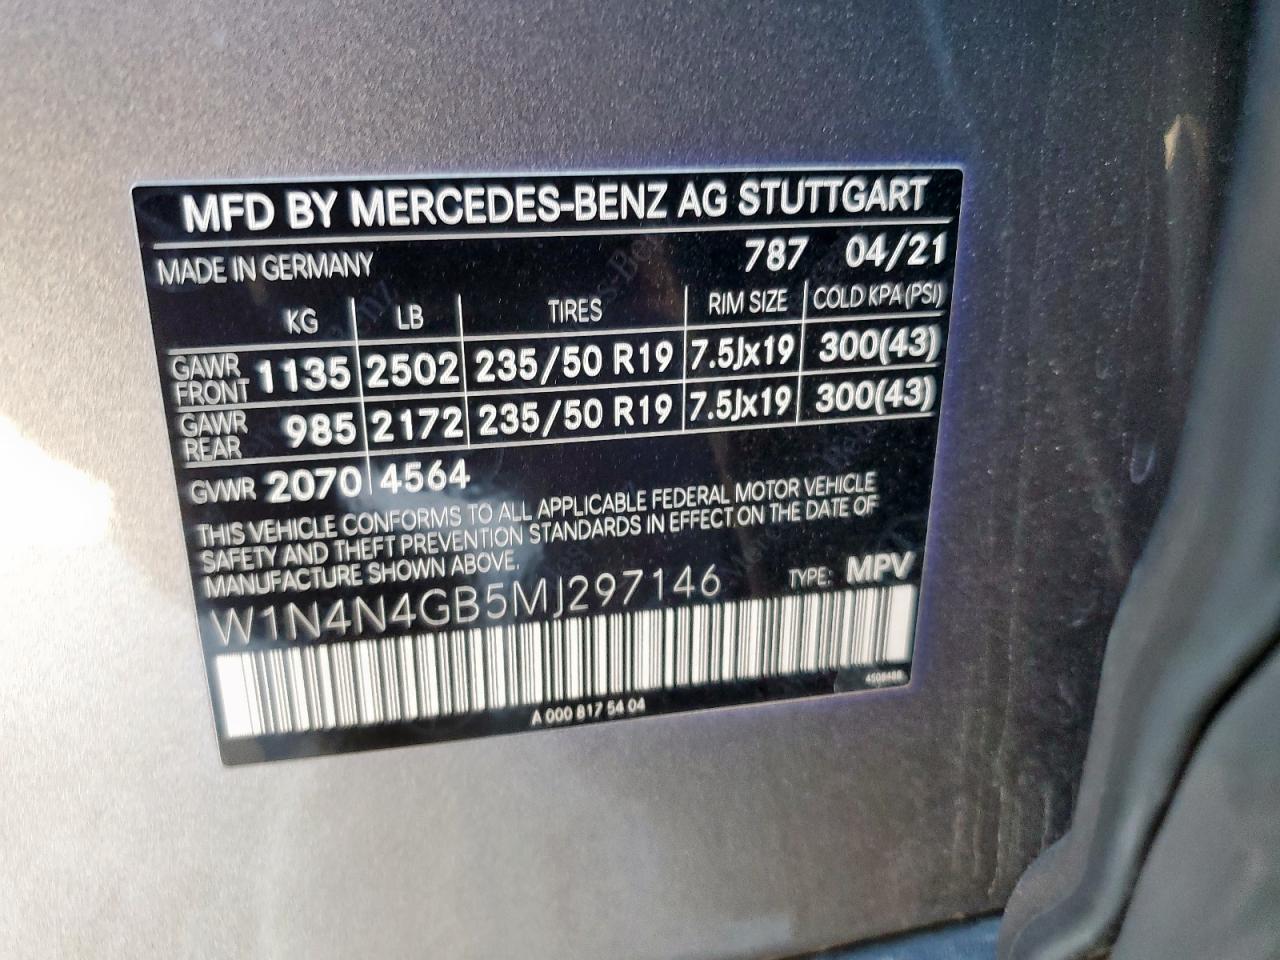 MFD BY MERCEDES-BENZ AG STUTTGART
MADE IN GERMANY 787 04/21
KG LB TIRES RIM SIZE COLD KPA(PSI)
GAWR FRONT 1135 2502 235/50 R19 7.5Jx19 300(43)
GAWR REAR 985 2172 235/50 R19 7.5Jx19 300(43)
GVWR 2070 4564
THIS VEHICLE CONFORMS TO ALL APPLICABLE FEDERAL MOTOR VEHICLE
SAFETY AND THEFT PREVENTION STANDARDS IN EFFECT ON THE DATE OF
MANUFACTURE SHOWN ABOVE.
W1N4N4GB5MJ297146 TYPE: MPV
A 000 817 54 04